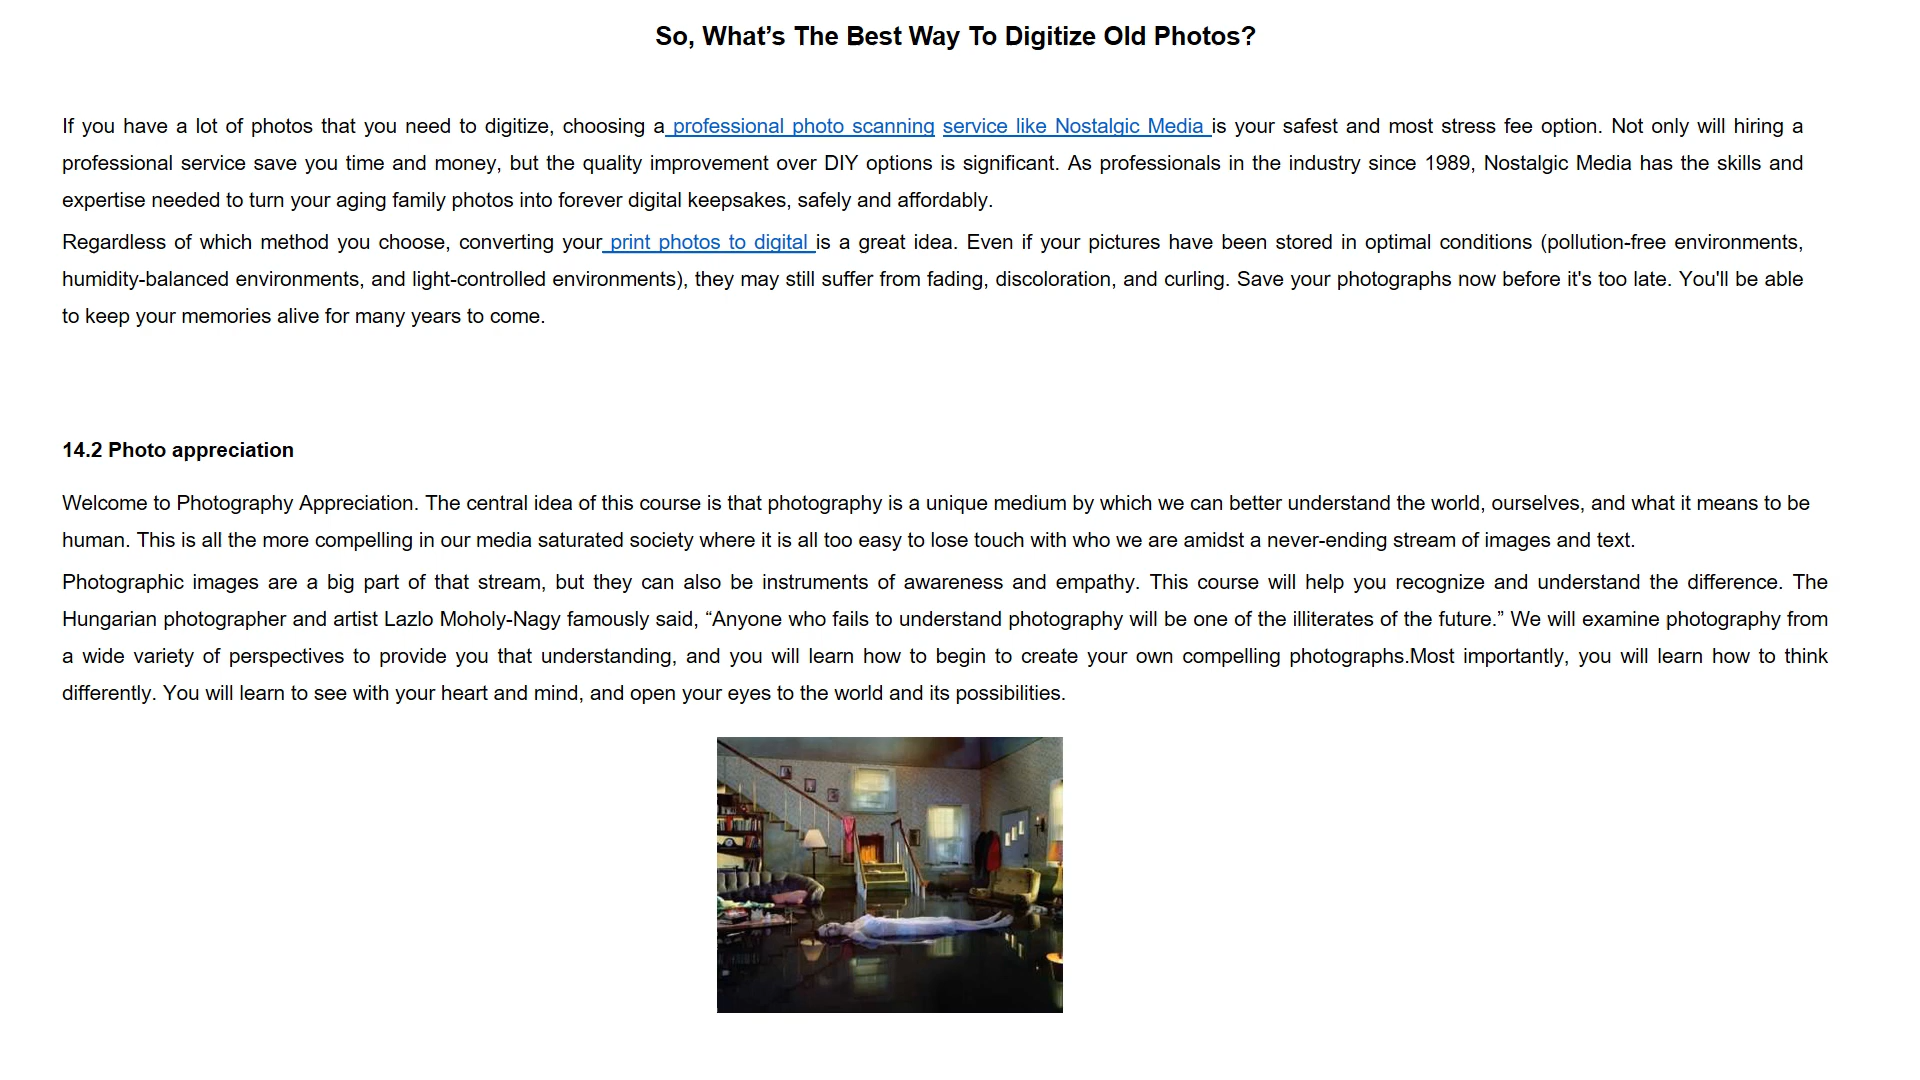 So, What’s The Best Way To Digitize Old Photos?
If you have a lot of photos that you need to digitize, choosing a professional photo scanning service like Nostalgic Media is your safest and most stress fee option. Not only will hiring a
professional service save you time and money, but the quality improvement over DIY options is significant. As professionals in the industry since 1989, Nostalgic Media has the skills and
expertise needed to turn your aging family photos into forever digital keepsakes, safely and affordably.
Regardless of which method you choose, converting your print photos to digital is a great idea. Even if your pictures have been stored in optimal conditions (pollution-free environments,
humidity-balanced environments, and light-controlled environments), they may still suffer from fading, discoloration, and curling. Save your photographs now before it's too late. You'll be able
to keep your memories alive for many years to come.
14.2 Photo appreciation
Welcome to Photography Appreciation. The central idea of this course is that photography is a unique medium by which we can better understand the world, ourselves, and what it means to be
human. This is all the more compelling in our media saturated society where it is all too easy to lose touch with who we are amidst a never-ending stream of images and text.
Photographic images are a big part of that stream, but they can also be instruments of awareness and empathy. This course will help you recognize and understand the difference. The
Hungarian photographer and artist Lazlo Moholy-Nagy famously said, “Anyone who fails to understand photography will be one of the illiterates of the future.” We will examine photography from
a wide variety of perspectives to provide you that understanding, and you will learn how to begin to create your own compelling photographs.Most importantly, you will learn how to think
differently. You will learn to see with your heart and mind, and open your eyes to the world and its possibilities.